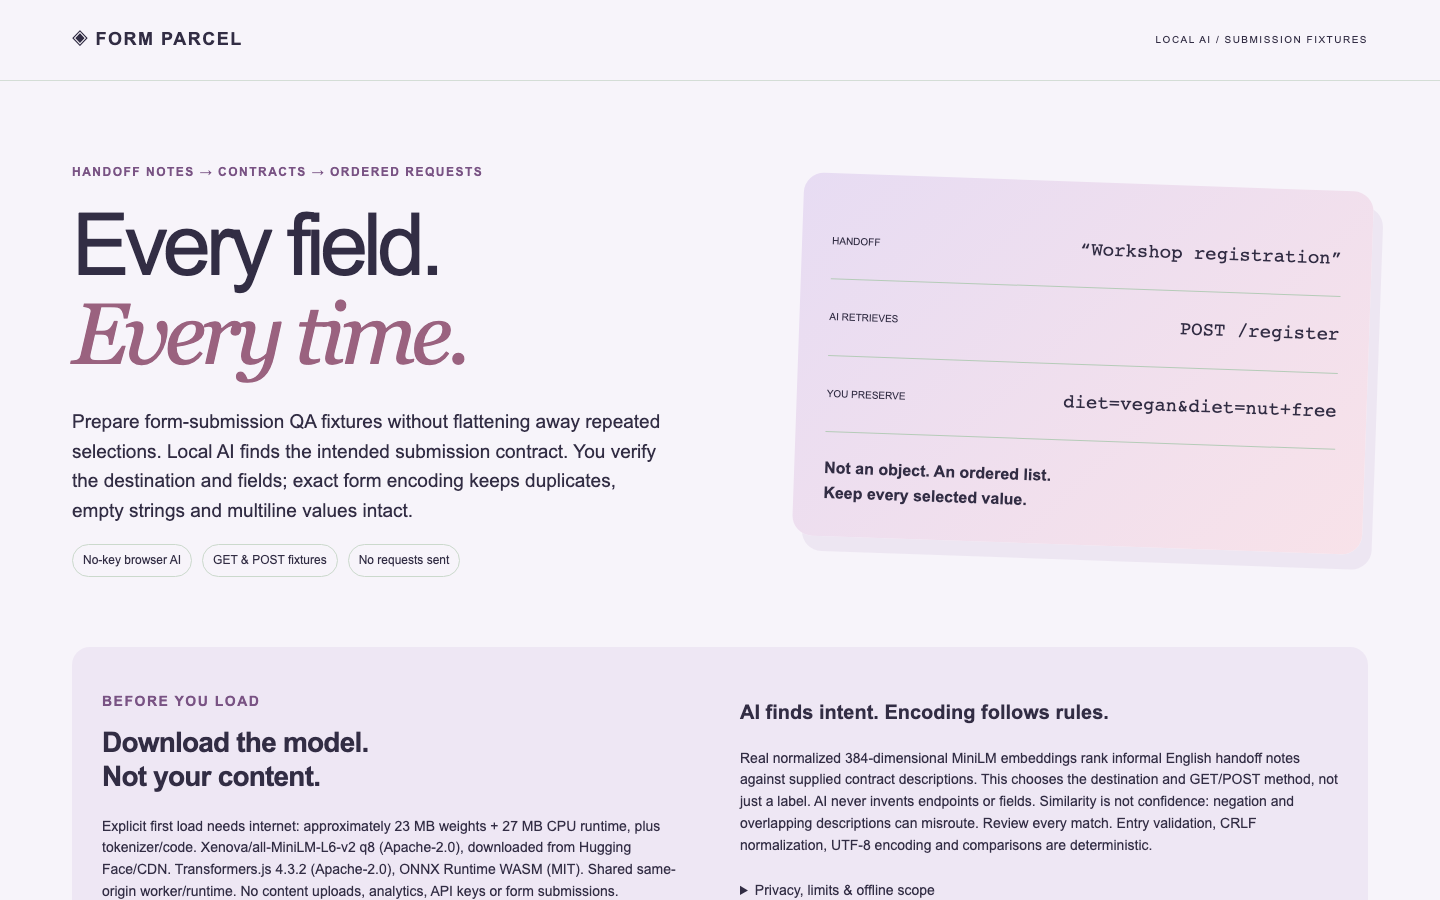 ◈ FORM PARCEL
LOCAL AI / SUBMISSION FIXTURES
HANDOFF NOTES → CONTRACTS → ORDERED REQUESTS
Every field.
Every time.
Prepare form-submission QA fixtures without flattening away repeated
selections. Local AI finds the intended submission contract. You verify
the destination and fields; exact form encoding keeps duplicates,
empty strings and multiline values intact.
No-key browser AI
GET & POST fixtures
No requests sent
HANDOFF
“Workshop registration”
AI RETRIEVES
POST /register
YOU PRESERVE
diet=vegan&diet=nut+free
Not an object. An ordered list.
Keep every selected value.
BEFORE YOU LOAD
Download the model.
Not your content.
Explicit first load needs internet: approximately 23 MB weights + 27 MB CPU runtime, plus
tokenizer/code. Xenova/all-MiniLM-L6-v2 q8 (Apache-2.0), downloaded from Hugging
Face/CDN. Transformers.js 4.3.2 (Apache-2.0), ONNX Runtime WASM (MIT). Shared same-
origin worker/runtime. No content uploads, analytics, API keys or form submissions.
AI finds intent. Encoding follows rules.
Real normalized 384-dimensional MiniLM embeddings rank informal English handoff notes
against supplied contract descriptions. This chooses the destination and GET/POST method, not
just a label. AI never invents endpoints or fields. Similarity is not confidence: negation and
overlapping descriptions can misroute. Review every match. Entry validation, CRLF
normalization, UTF-8 encoding and comparisons are deterministic.
▶ Privacy, limits & offline scope